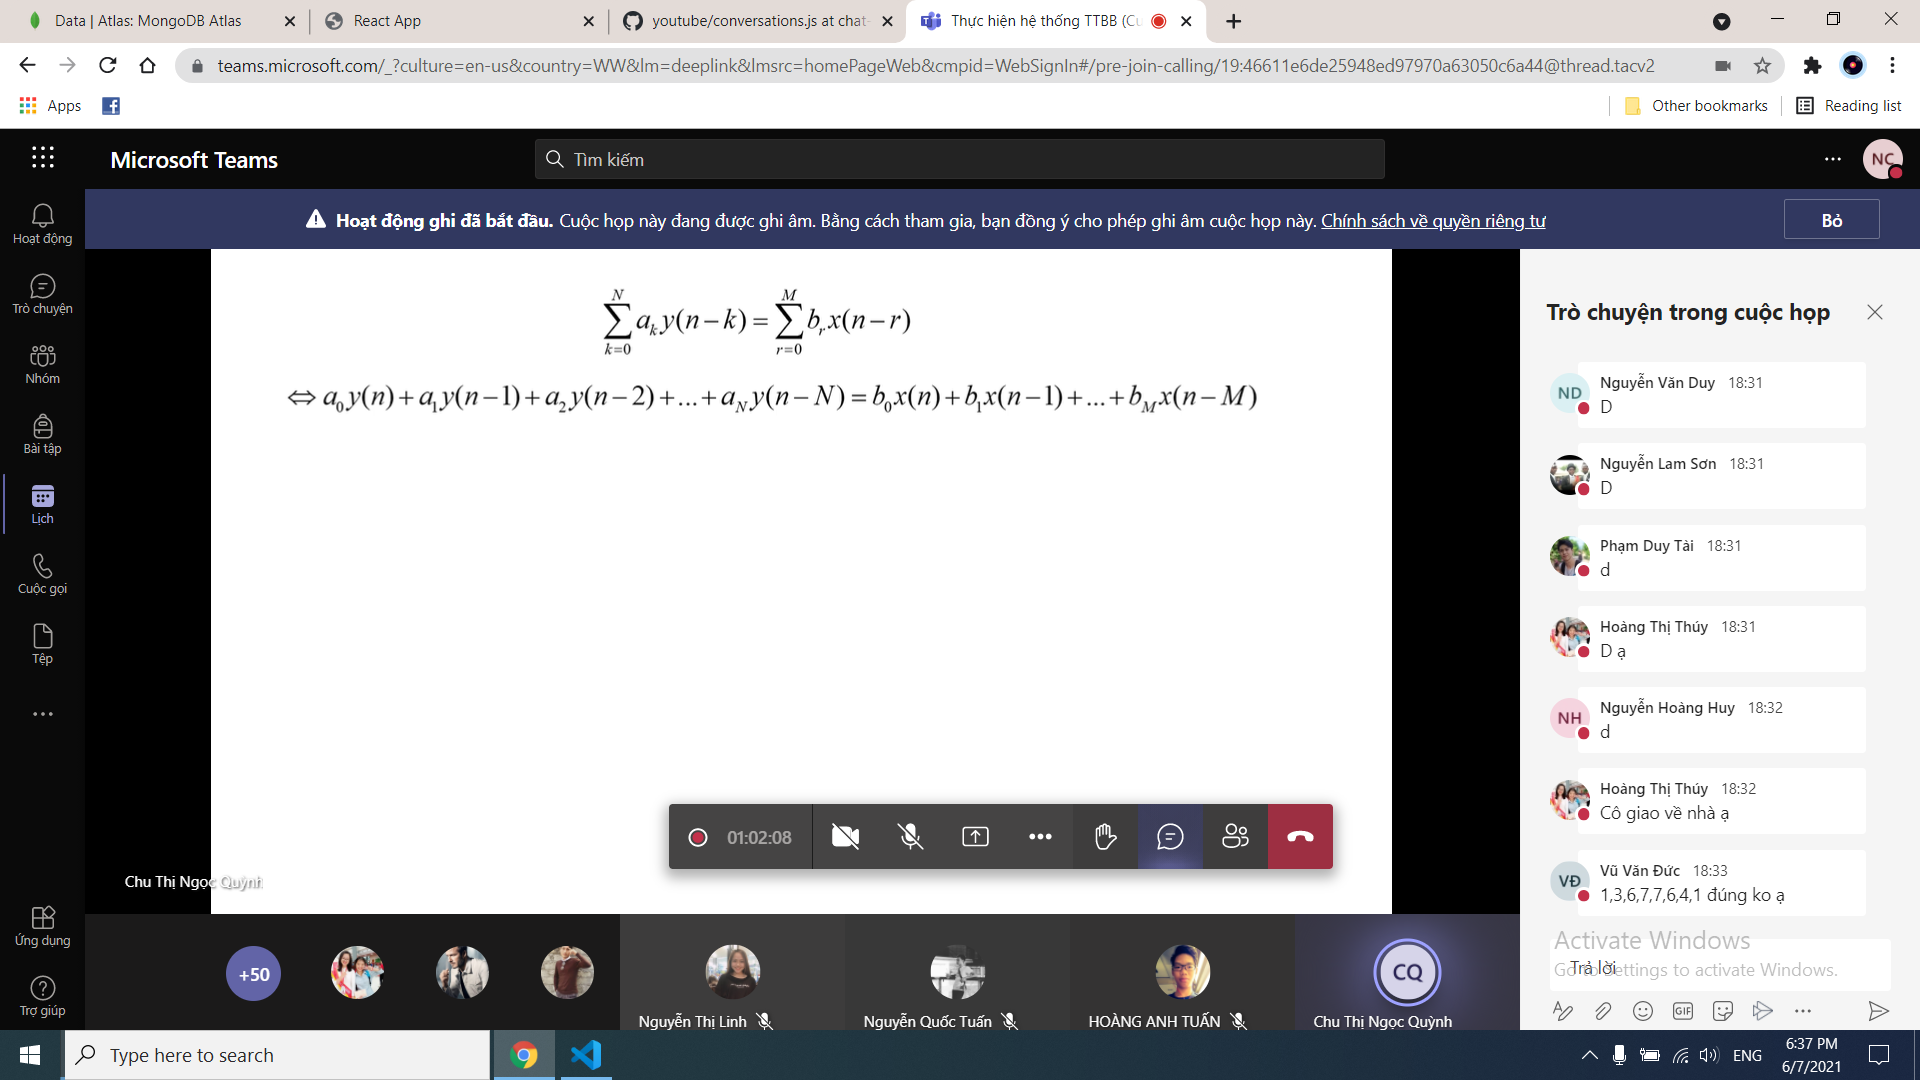 Data | Atlas: MongoDB Atlas
React App
youtube/conversations.js at chat-
Thực hiện hệ thống TTBB (Cu
teams.microsoft.com/_?culture=en-us&country=WW&lm=deeplink&lmsrc=homePageWeb&cmpid=WebSignIn#/pre-join-calling/19:46611e6de25948ed97970a63050c6a44@thread.tacv2
Apps
Other bookmarks
Reading list
Microsoft Teams
Tìm kiếm
NC
Hoạt động ghi đã bắt đầu. Cuộc họp này đang được ghi âm. Bằng cách tham gia, bạn đồng ý cho phép ghi âm cuộc họp này. Chính sách về quyền riêng tư
Bỏ
Hoạt động
Trò chuyện
Nhóm
Bài tập
Lịch
Cuộc gọi
Tệp
Ứng dụng
Trợ giúp
∑_{k=0}^{N} a_k y(n−k) = ∑_{r=0}^{M} b_r x(n−r)
⇔ a_0 y(n) + a_1 y(n−1) + a_2 y(n−2) + ... + a_N y(n−N) = b_0 x(n) + b_1 x(n−1) + ... + b_M x(n−M)
01:02:08
Chu Thị Ngọc Quỳnh
+50
Nguyễn Thị Linh
Nguyễn Quốc Tuấn
HOÀNG ANH TUẤN
CQ
Chu Thị Ngọc Quỳnh
Trò chuyện trong cuộc họp
ND
Nguyễn Văn Duy 18:31
D
Nguyễn Lam Sơn 18:31
D
Phạm Duy Tài 18:31
d
Hoàng Thị Thúy 18:31
D ạ
NH
Nguyễn Hoàng Huy 18:32
d
Hoàng Thị Thúy 18:32
Cô giao về nhà ạ
VĐ
Vũ Văn Đức 18:33
1,3,6,7,7,6,4,1 đúng ko ạ
Activate Windows
Go to Settings to activate Windows.
Trả lời
GIF
Type here to search
ENG
6:37 PM
6/7/2021